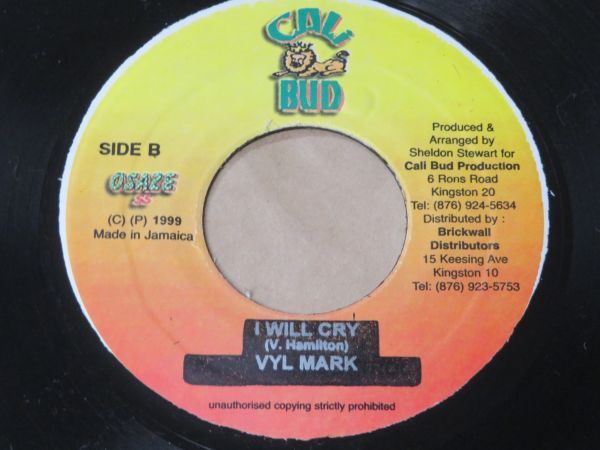 CALI
BUD
SIDE B
OSABE
(C) (P) 1999
Made in Jamaica
Produced &
Arranged by
Sheldon Stewart for
Cali Bud Production
6 Rons Road
Kingston 20
Tel: (876) 924-5634
Distributed by :
Brickwall
Distributors
15 Keesing Ave
Kingston 10
Tel: (876) 923-5753
I WILL CRY
(V. Hamilton)
VYL MARK
unauthorised copying strictly prohibited